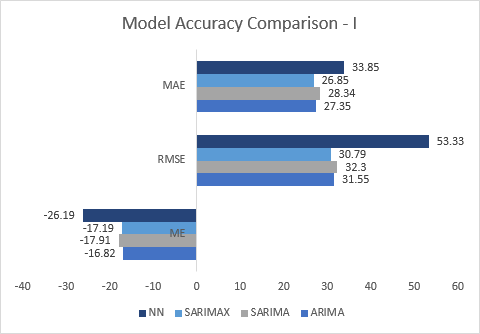 Model Accuracy Comparison - I
33.85
MAE
26.85
28.34
27.35
53.33
RMSE
30.79
32.3
31.55
-26.19
-17.19
ME
-17.91
-16.82
-40 -30 -20 -10 0 10 20 30 40 50 60
NN SARIMAX SARIMA ARIMA